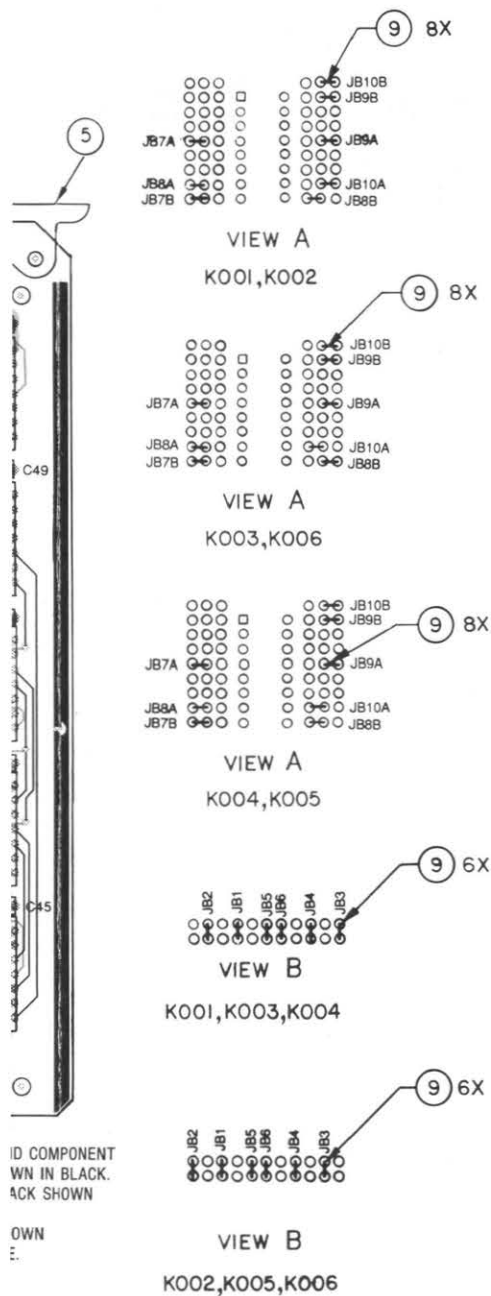 9 8X
JB10B
JB9B
5
JB7A JB9A
JB8A JB10A
JB7B JB8B
VIEW A
K001,K002
9 8X
JB10B
JB9B
JB7A JB9A
C49
JB8A JB10A
JB7B JB8B
VIEW A
K003,K006
JB10B
JB9B
9 8X
JB7A JB9A
JB8A JB10A
JB7B JB8B
VIEW A
K004,K005
9 6X
JB2 JB1 JB5 JB6 JB4 JB3
C45
VIEW B
K001,K003,K004
9 6X
JB2 JB1 JB5 JB6 JB4 JB3
ID COMPONENT
WN IN BLACK.
ACK SHOWN
OWN
E.
VIEW B
K002,K005,K006